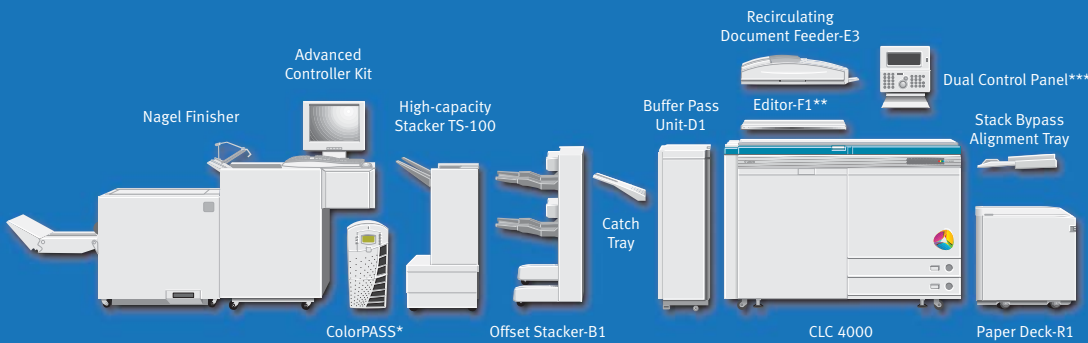 Recirculating
Document Feeder-E3
Advanced
Controller Kit
Dual Control Panel***
Nagel Finisher
High-capacity
Stacker TS-100
Buffer Pass
Unit-D1
Editor-F1**
Stack Bypass
Alignment Tray
Catch
Tray
ColorPASS*
Offset Stacker-B1
CLC 4000
Paper Deck-R1